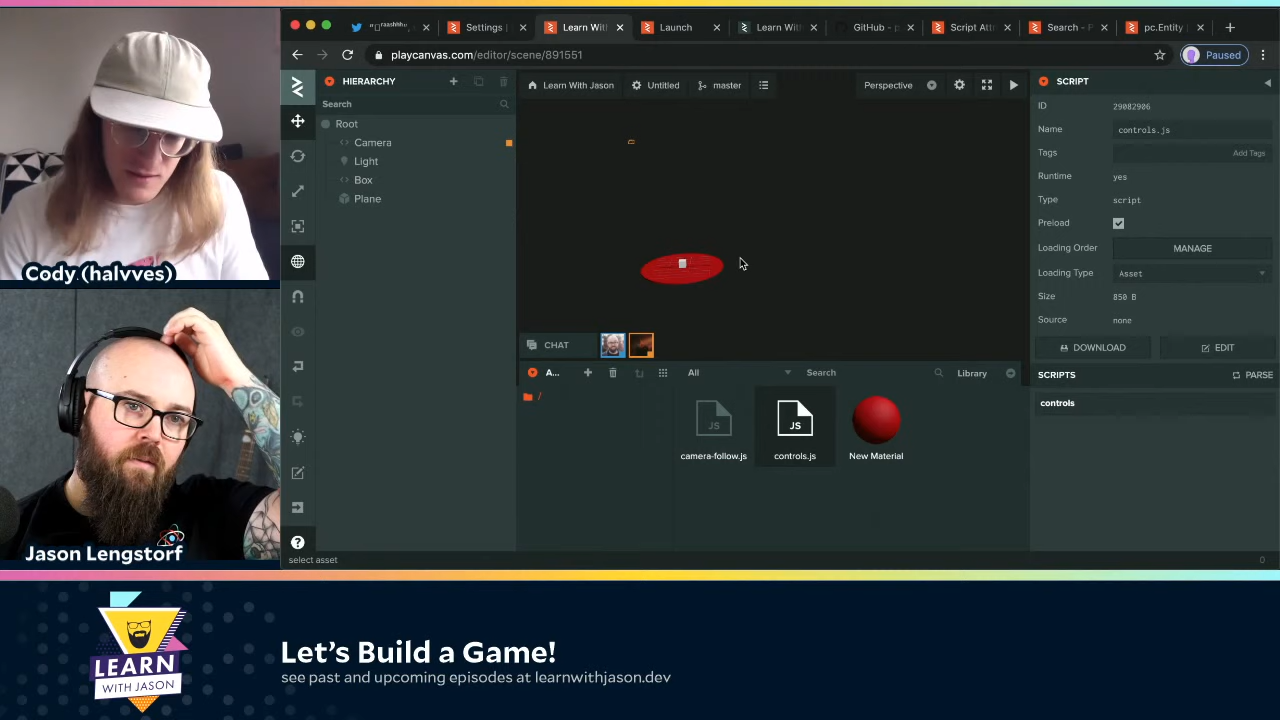 Cody (halvves)
Jason Lengstorf
Settings |
Learn Wit
Launch
Learn Wit
GitHub - p
Script Att
Search - P
pc.Entity
playcanvas.com/editor/scene/891551
Paused
HIERARCHY
Search
Root
Camera
Light
Box
Plane
Learn With Jason
Untitled
master
Perspective
CHAT
A...
All
Search
Library
/
JS
camera-follow.js
JS
controls.js
New Material
SCRIPT
ID
29082906
Name
controls.js
Tags
Add Tags
Runtime
yes
Type
script
Preload
Loading Order
MANAGE
Loading Type
Asset
Size
850 B
Source
none
DOWNLOAD
EDIT
SCRIPTS
PARSE
controls
select asset
0
LEARN
WITH JASON
Let's Build a Game!
see past and upcoming episodes at learnwithjason.dev